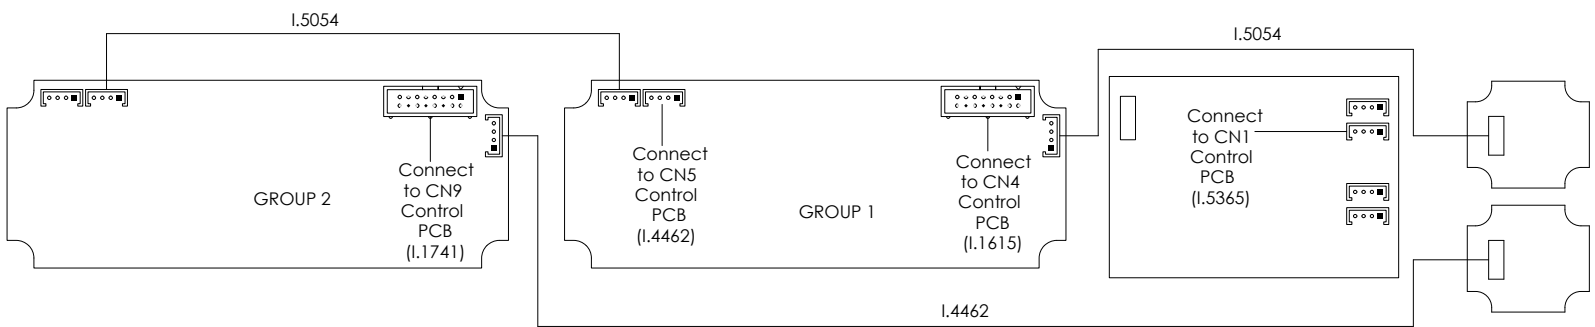 I.5054
I.5054
Connect
to CN9
Control
PCB
(I.1741)
GROUP 2
Connect
to CN5
Control
PCB
(I.4462)
GROUP 1
Connect
to CN4
Control
PCB
(I.1615)
Connect
to CN1
Control
PCB
(I.5365)
I.4462